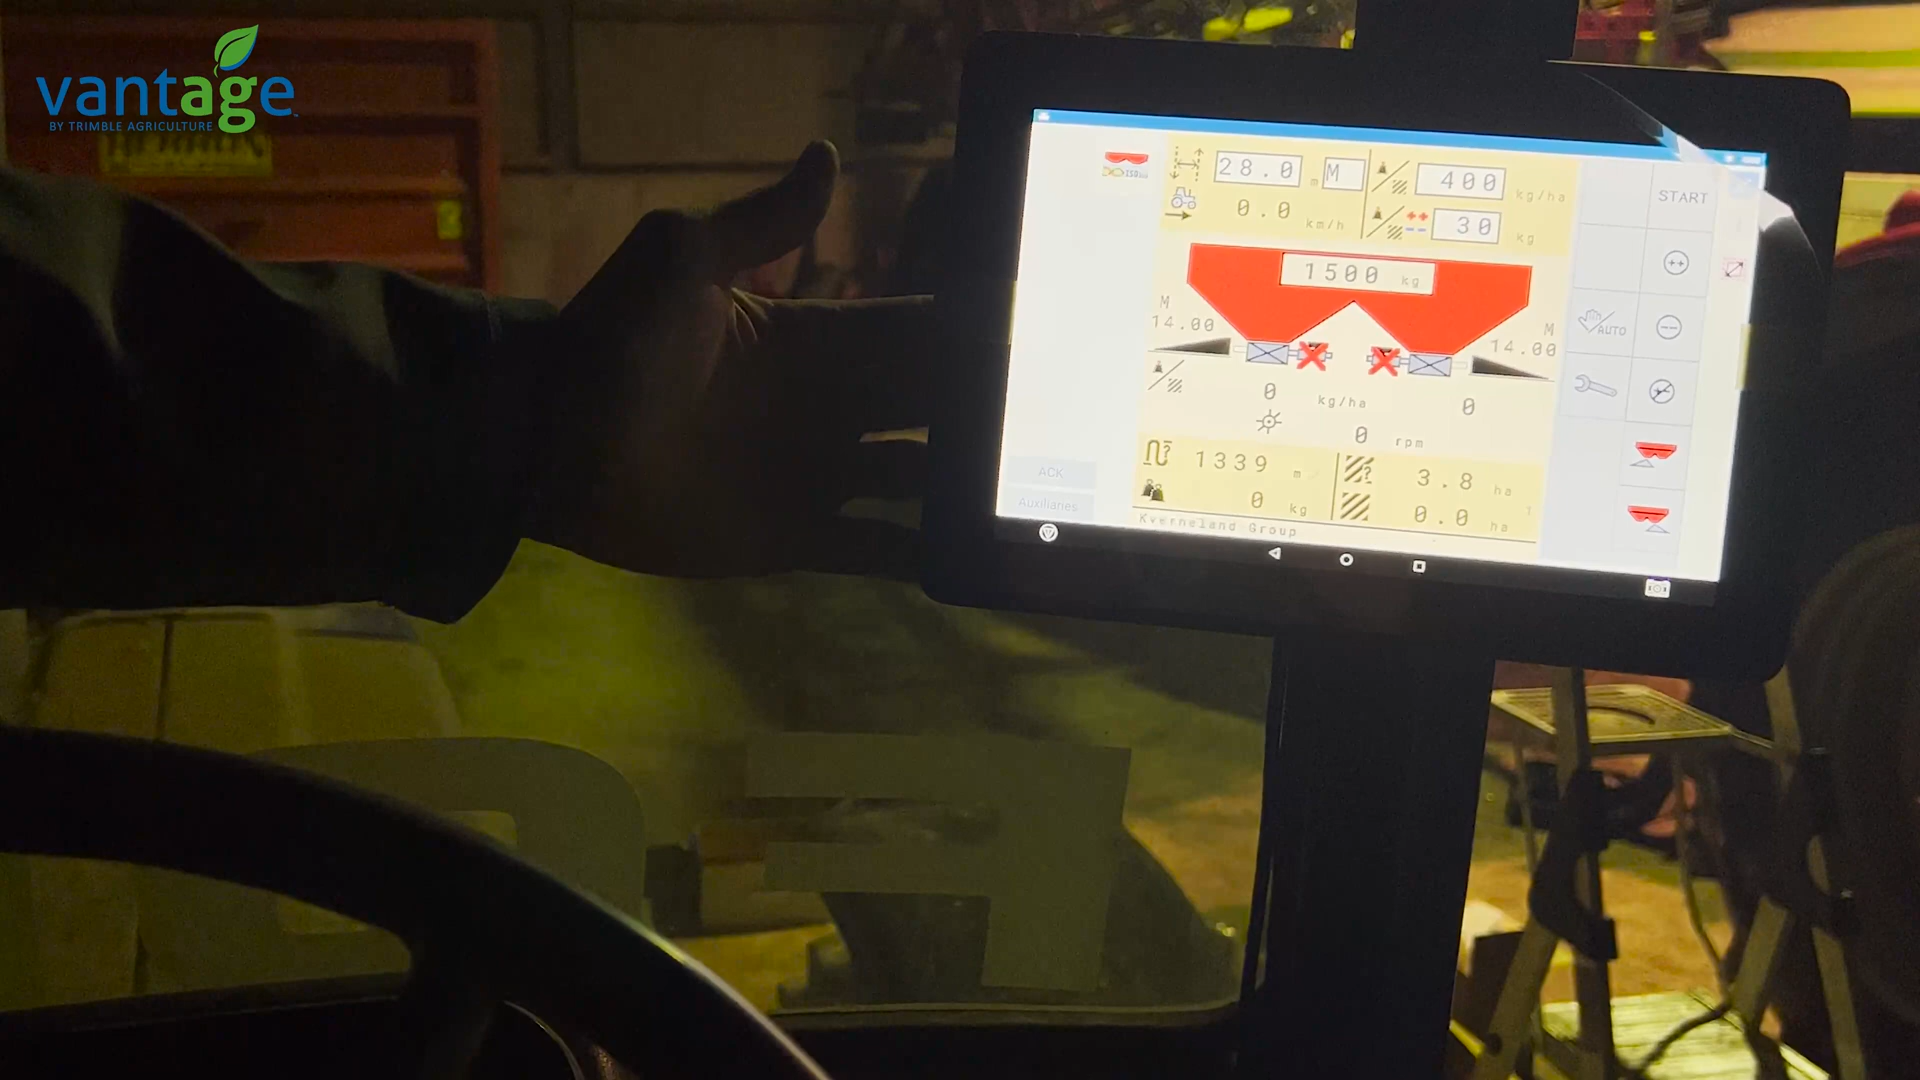 vantage
BY TRIMBLE AGRICULTURE
ISO
28.0 m M
400 kg/ha
0.0 km/h
30 kg
START
1500 kg
M
14.00
M
14.00
AUTO
0 kg/ha 0
0 rpm
1339 m
3.8 ha
0 kg
0.0 ha
Kverneland Group
ACK
Auxiliaries